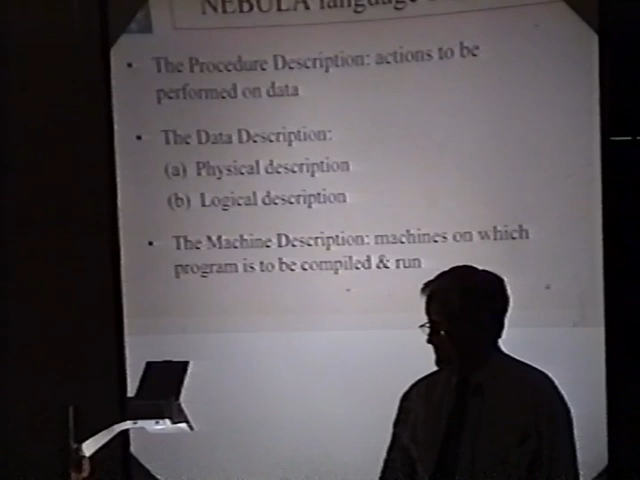 NEBULA language
• The Procedure Description: actions to be
performed on data
• The Data Description:
(a) Physical description
(b) Logical description
• The Machine Description: machines on which
program is to be compiled & run